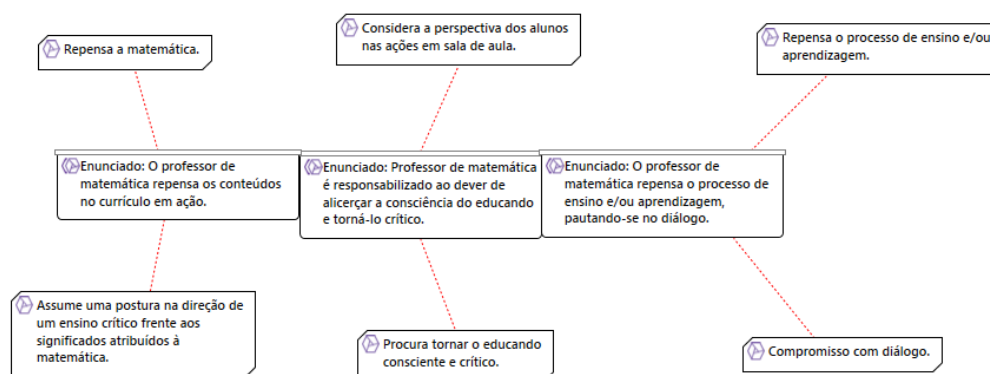 Repensa a matemática.
Considera a perspectiva dos alunos
nas ações em sala de aula.
Repensa o processo de ensino e/ou
aprendizagem.
Enunciado: O professor de
matemática repensa os conteúdos
no currículo em ação.
Enunciado: Professor de matemática
é responsabilizado ao dever de
alicerçar a consciência do educando
e torná-lo crítico.
Enunciado: O professor de
matemática repensa o processo de
ensino e/ou aprendizagem,
pautando-se no diálogo.
Assume uma postura na direção de
um ensino crítico frente aos
significados atribuídos à
matemática.
Procura tornar o educando
consciente e crítico.
Compromisso com diálogo.